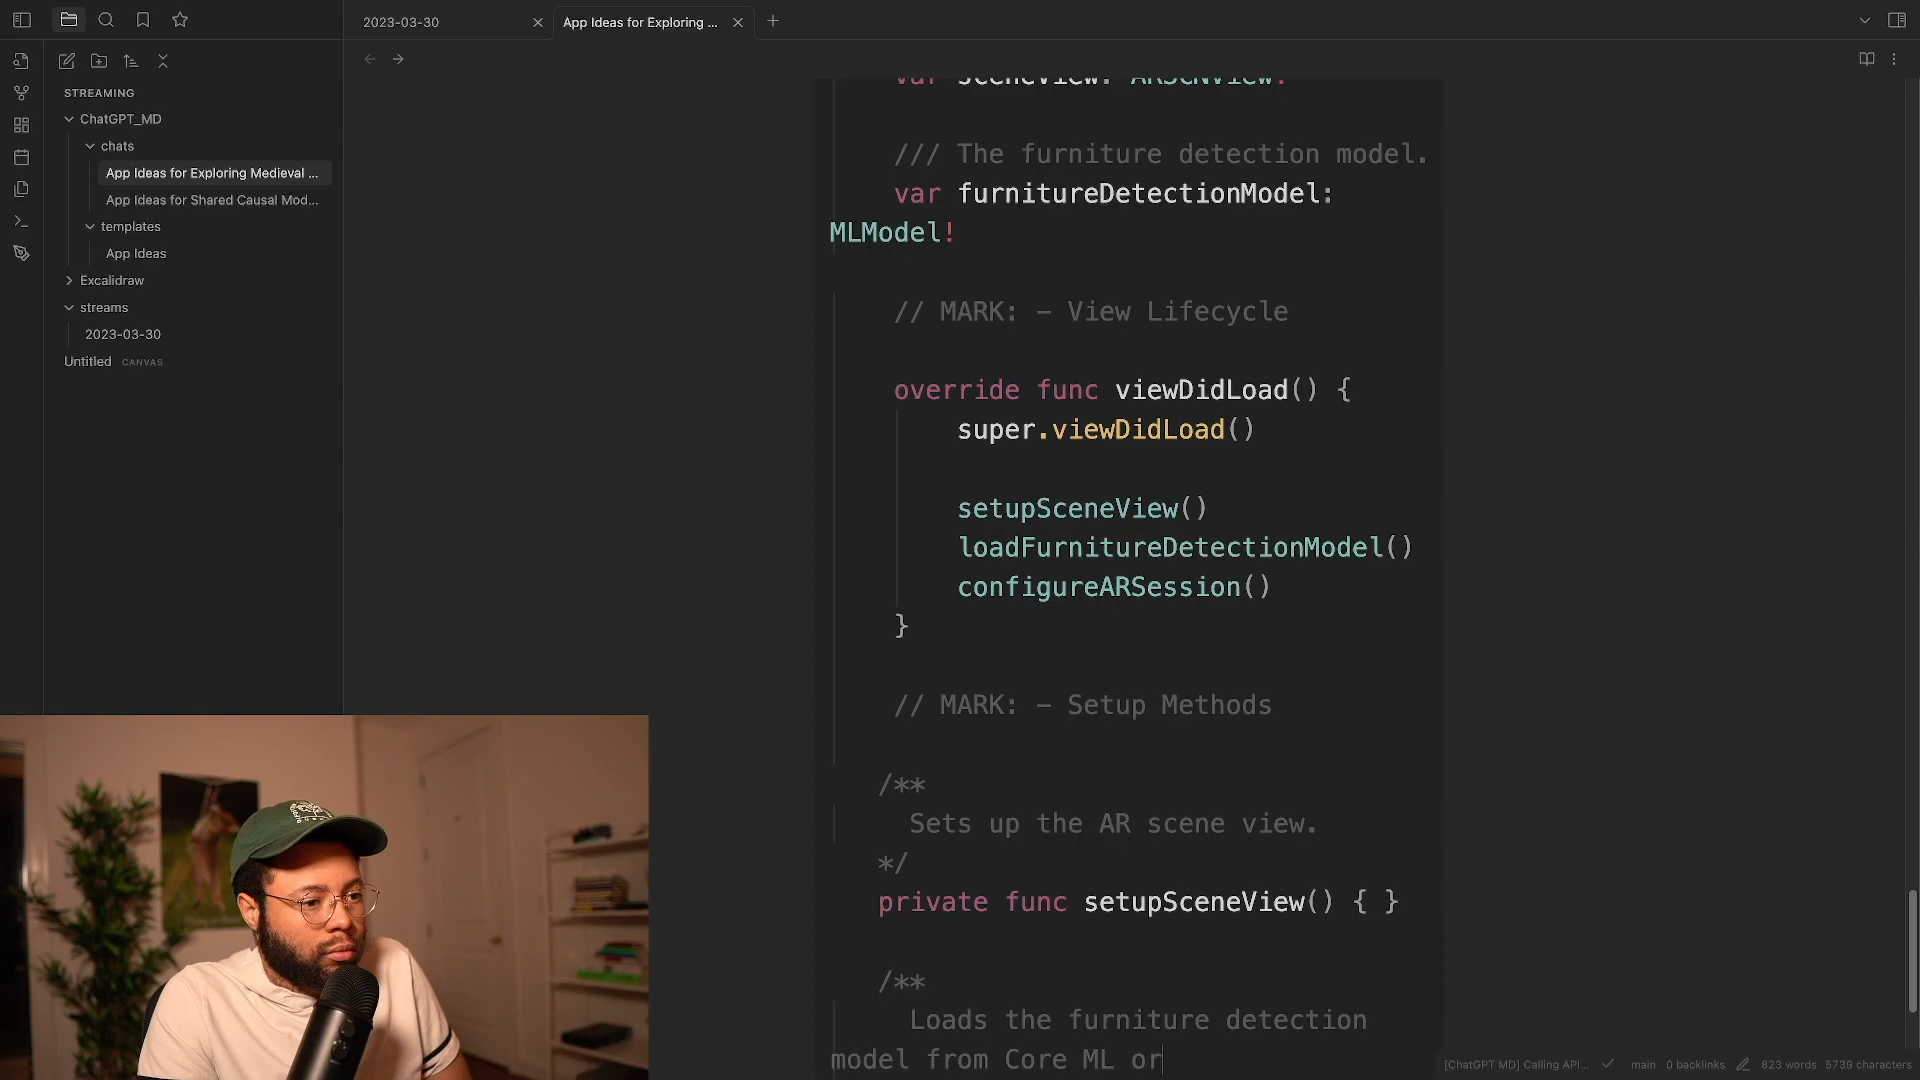 2023-03-30
App Ideas for Exploring ...
STREAMING
ChatGPT_MD
chats
App Ideas for Exploring Medieval ...
App Ideas for Shared Causal Mod...
templates
App Ideas
Excalidraw
streams
2023-03-30
Untitled CANVAS
var sceneView: ARSCNView!
/// The furniture detection model.
var furnitureDetectionModel:
MLModel!
// MARK: - View Lifecycle
override func viewDidLoad() {
super.viewDidLoad()
setupSceneView()
loadFurnitureDetectionModel()
configureARSession()
}
// MARK: - Setup Methods
/**
Sets up the AR scene view.
*/
private func setupSceneView() { }
/**
Loads the furniture detection
model from Core ML or
[ChatGPT MD] Calling API... main 0 backlinks 823 words 5739 characters